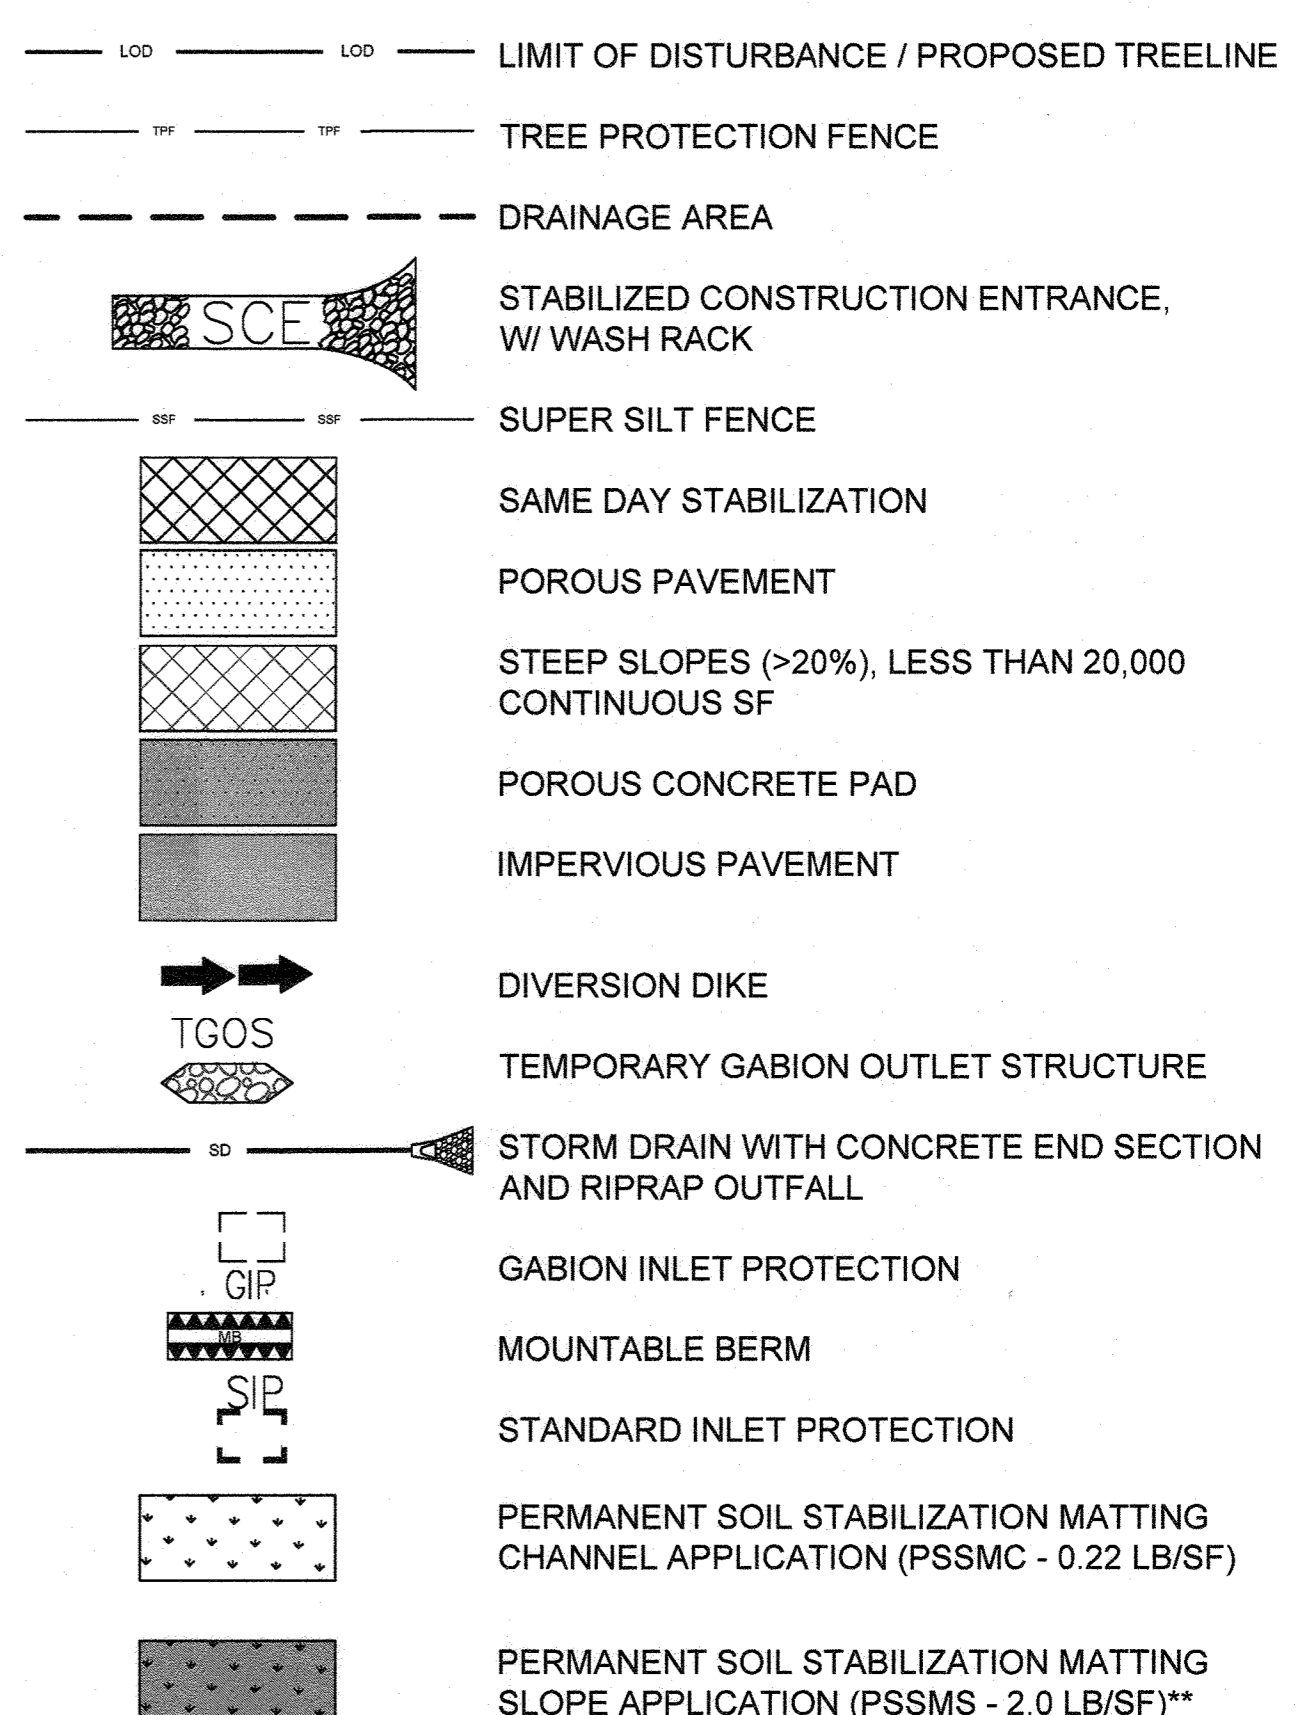 LOD LOD LIMIT OF DISTURBANCE / PROPOSED TREELINE
TPF TPF TREE PROTECTION FENCE
DRAINAGE AREA
SCE STABILIZED CONSTRUCTION ENTRANCE,
W/ WASH RACK
SSF SSF SUPER SILT FENCE
SAME DAY STABILIZATION
POROUS PAVEMENT
STEEP SLOPES (>20%), LESS THAN 20,000
CONTINUOUS SF
POROUS CONCRETE PAD
IMPERVIOUS PAVEMENT
DIVERSION DIKE
TGOS
TEMPORARY GABION OUTLET STRUCTURE
SD STORM DRAIN WITH CONCRETE END SECTION
AND RIPRAP OUTFALL
GABION INLET PROTECTION
GIP
MB MOUNTABLE BERM
SIP
STANDARD INLET PROTECTION
PERMANENT SOIL STABILIZATION MATTING
CHANNEL APPLICATION (PSSMC - 0.22 LB/SF)
PERMANENT SOIL STABILIZATION MATTING
SLOPE APPLICATION (PSSMS - 2.0 LB/SF)**